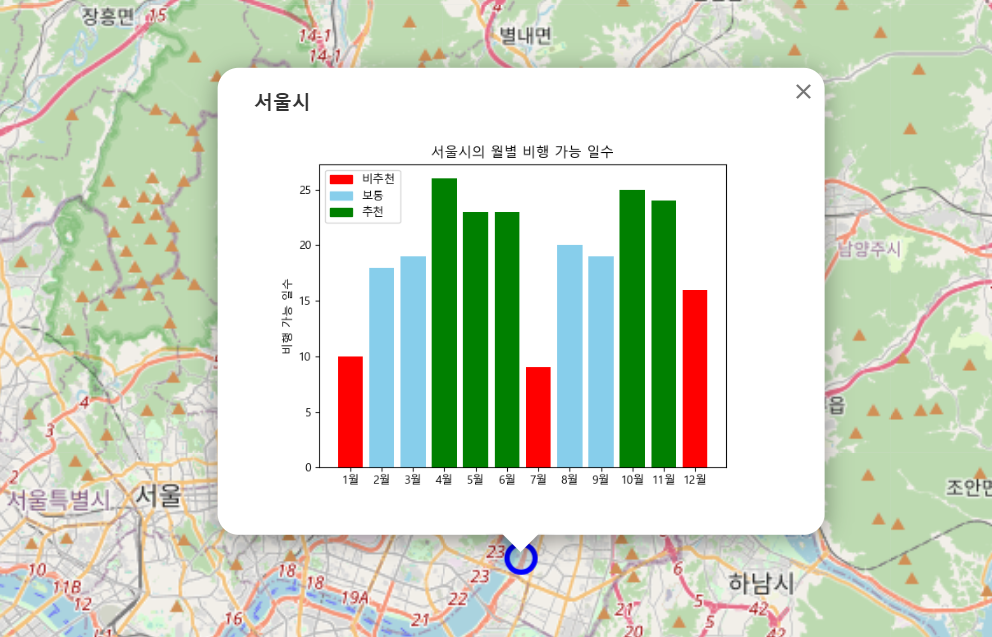 장흥면
15
14-1
14-1
4
별내면
서울시
×
서울시의 월별 비행 가능 일수
비추천
보통
추천
비행 가능 일수
25
20
15
10
5
0
1월 2월 3월 4월 5월 6월 7월 8월 9월 10월 11월 12월
남양주시
읍
4
3
5
서울특별시
서울
조안면
10
11B
12
16
18
18
19A
21
22
23
23
6
하남시
5
42
42
21
20